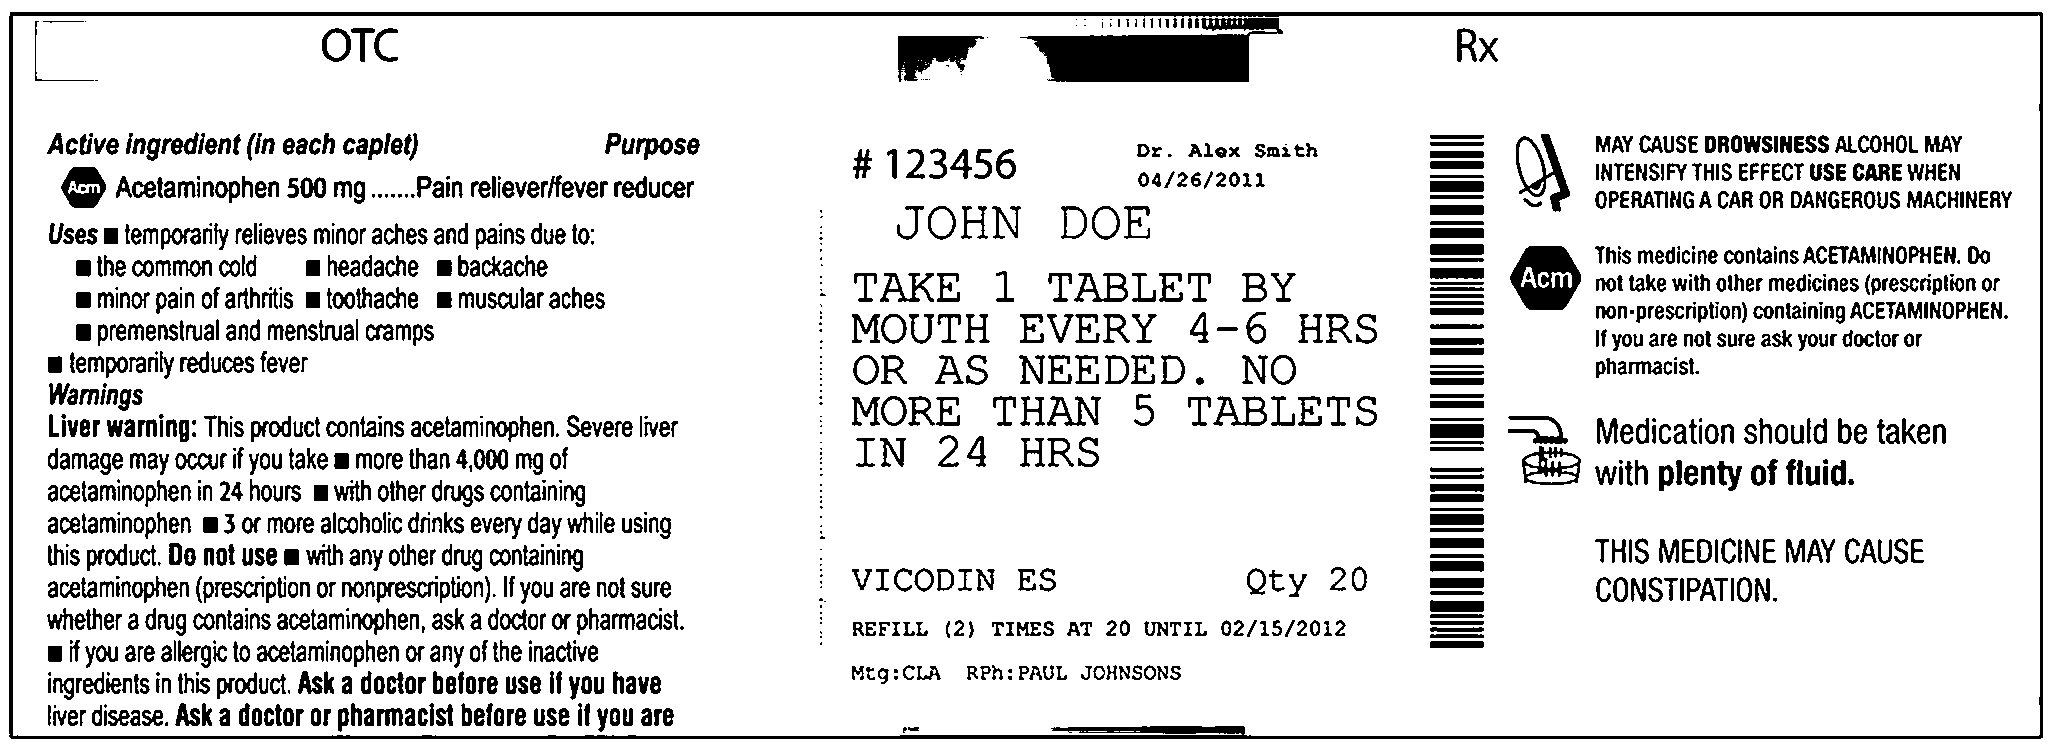 OTC
Active ingredient (in each caplet) Purpose
Acm Acetaminophen 500 mg .......Pain reliever/fever reducer
Uses ■ temporarily relieves minor aches and pains due to:
■ the common cold ■ headache ■ backache
■ minor pain of arthritis ■ toothache ■ muscular aches
■ premenstrual and menstrual cramps
■ temporarily reduces fever
Warnings
Liver warning: This product contains acetaminophen. Severe liver
damage may occur if you take ■ more than 4,000 mg of
acetaminophen in 24 hours ■ with other drugs containing
acetaminophen ■ 3 or more alcoholic drinks every day while using
this product. Do not use ■ with any other drug containing
acetaminophen (prescription or nonprescription). If you are not sure
whether a drug contains acetaminophen, ask a doctor or pharmacist.
■ if you are allergic to acetaminophen or any of the inactive
ingredients in this product. Ask a doctor before use if you have
liver disease. Ask a doctor or pharmacist before use if you are
Rx
# 123456
Dr. Alex Smith
04/26/2011
JOHN DOE
TAKE 1 TABLET BY
MOUTH EVERY 4-6 HRS
OR AS NEEDED. NO
MORE THAN 5 TABLETS
IN 24 HRS
VICODIN ES Qty 20
REFILL (2) TIMES AT 20 UNTIL 02/15/2012
Mtg:CLA RPh:PAUL JOHNSONS
MAY CAUSE DROWSINESS ALCOHOL MAY
INTENSIFY THIS EFFECT USE CARE WHEN
OPERATING A CAR OR DANGEROUS MACHINERY
Acm
This medicine contains ACETAMINOPHEN. Do
not take with other medicines (prescription or
non-prescription) containing ACETAMINOPHEN.
If you are not sure ask your doctor or
pharmacist.
Medication should be taken
with plenty of fluid.
THIS MEDICINE MAY CAUSE
CONSTIPATION.